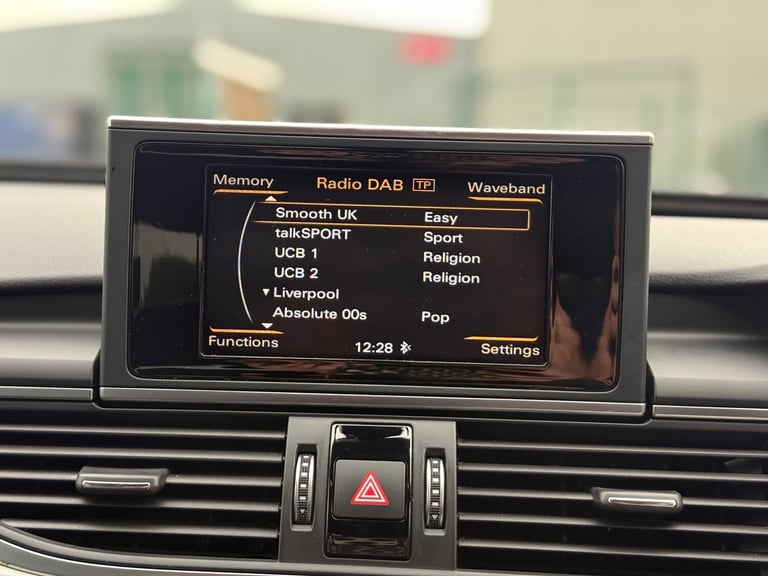 Memory Radio DAB TP Waveband
Smooth UK Easy
talkSPORT Sport
UCB 1 Religion
UCB 2 Religion
Liverpool
Absolute 00s Pop
Functions 12:28 Settings